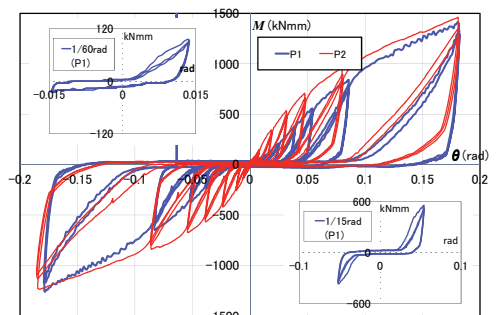 1500
M (kNmm)
120
kNmm
1/60rad
(P1)
rad
−0.015
0
0.015
−120
P1
P2
1000
500
0
θ (rad)
-0.2
-0.15
-0.1
-0.05
0
0.05
0.1
0.15
0.2
-500
-1000
-1500
600
kNmm
1/15rad
(P1)
rad
-0.1
0
0.1
-600